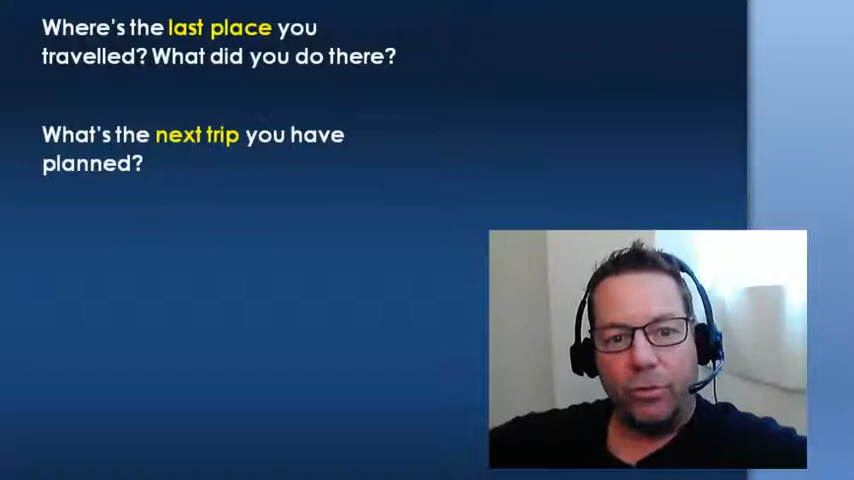 Where's the last place you
travelled? What did you do there?
What's the next trip you have
planned?